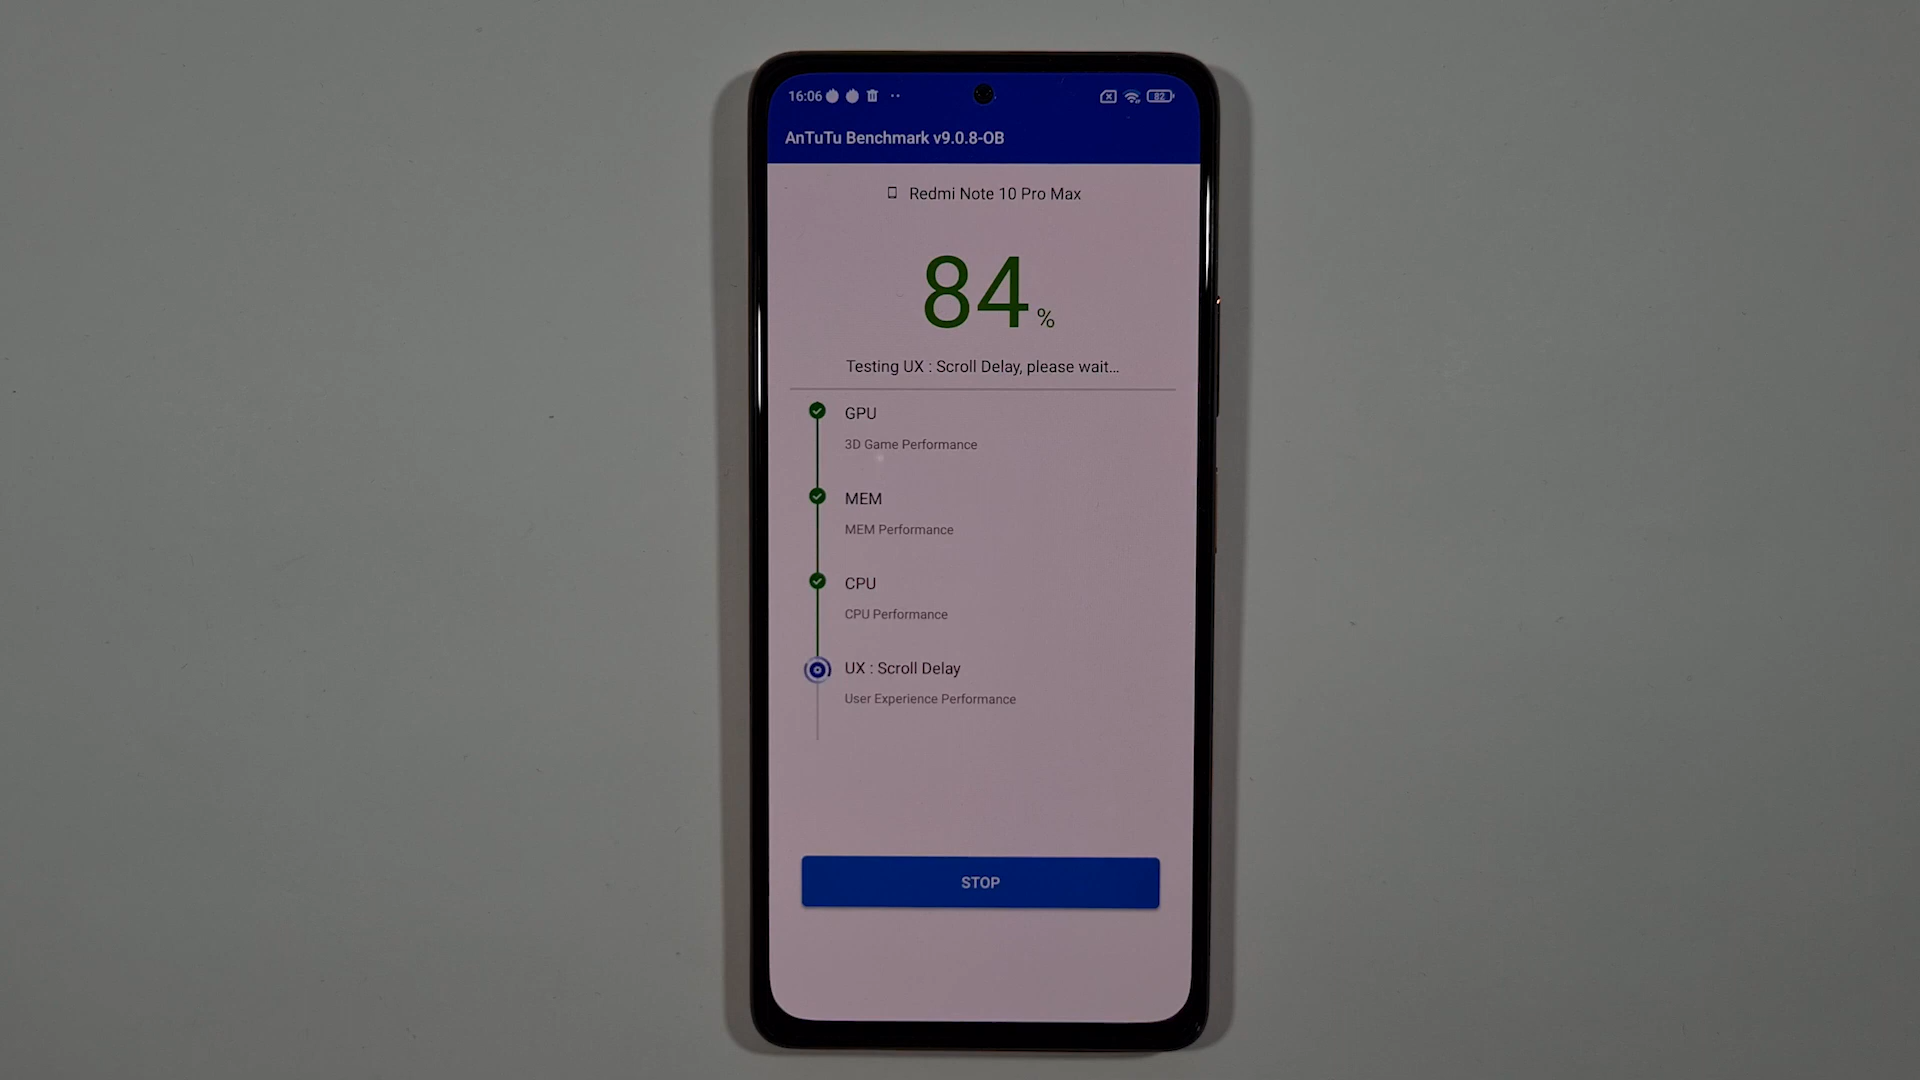 16:06
82
AnTuTu Benchmark v9.0.8-OB
Redmi Note 10 Pro Max
84 %
Testing UX : Scroll Delay, please wait...
GPU
3D Game Performance
MEM
MEM Performance
CPU
CPU Performance
UX : Scroll Delay
User Experience Performance
STOP